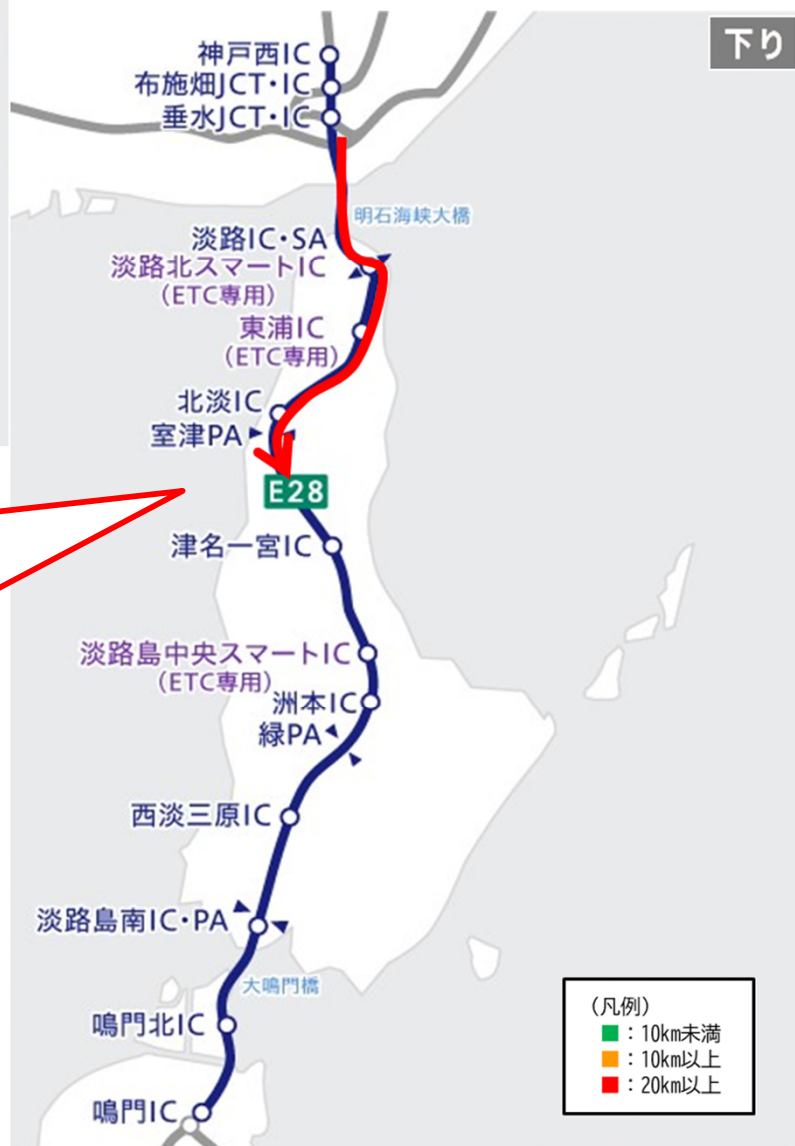 下り
神戸西IC
布施畑JCT・IC
垂水JCT・IC
明石海峡大橋
淡路IC・SA
淡路北スマートIC
(ETC専用)
東浦IC
(ETC専用)
北淡IC
室津PA
E28
津名一宮IC
淡路島中央スマートIC
(ETC専用)
洲本IC
緑PA
西淡三原IC
淡路島南IC・PA
大鳴門橋
鳴門北IC
鳴門IC
(凡例)
■：10km未満
■：10km以上
■：20km以上